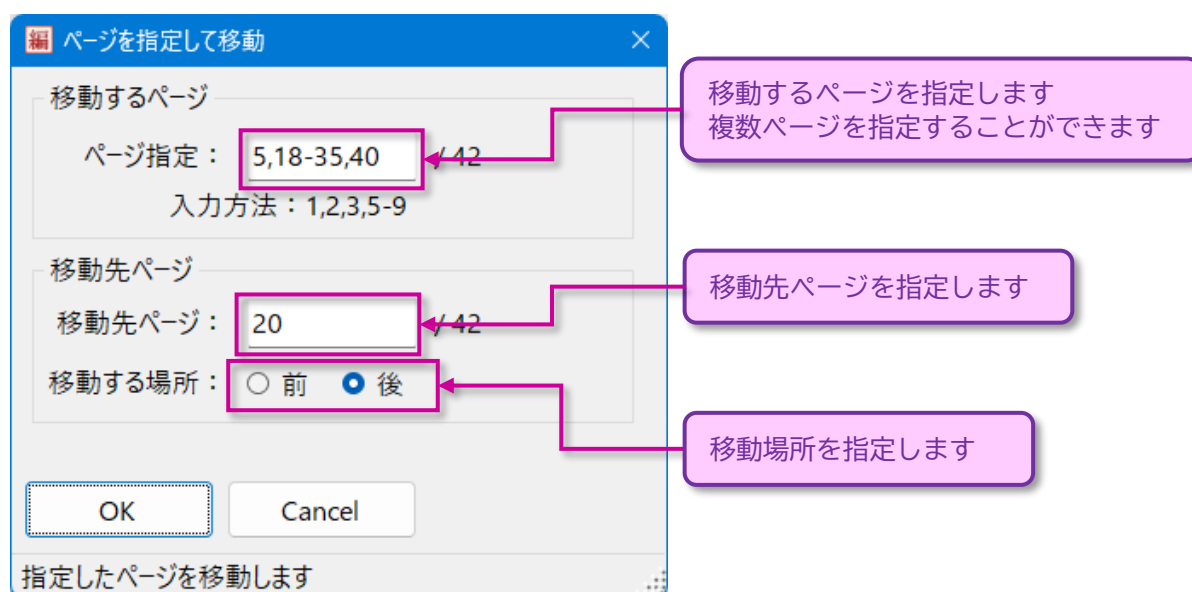 編 ページを指定して移動
移動するページ
ページ指定： 5,18-35,40 / 42
入力方法：1,2,3,5-9
移動先ページ
移動先ページ： 20 / 42
移動する場所： 前 後
OK Cancel
指定したページを移動します
移動するページを指定します
複数ページを指定することができます
移動先ページを指定します
移動場所を指定します